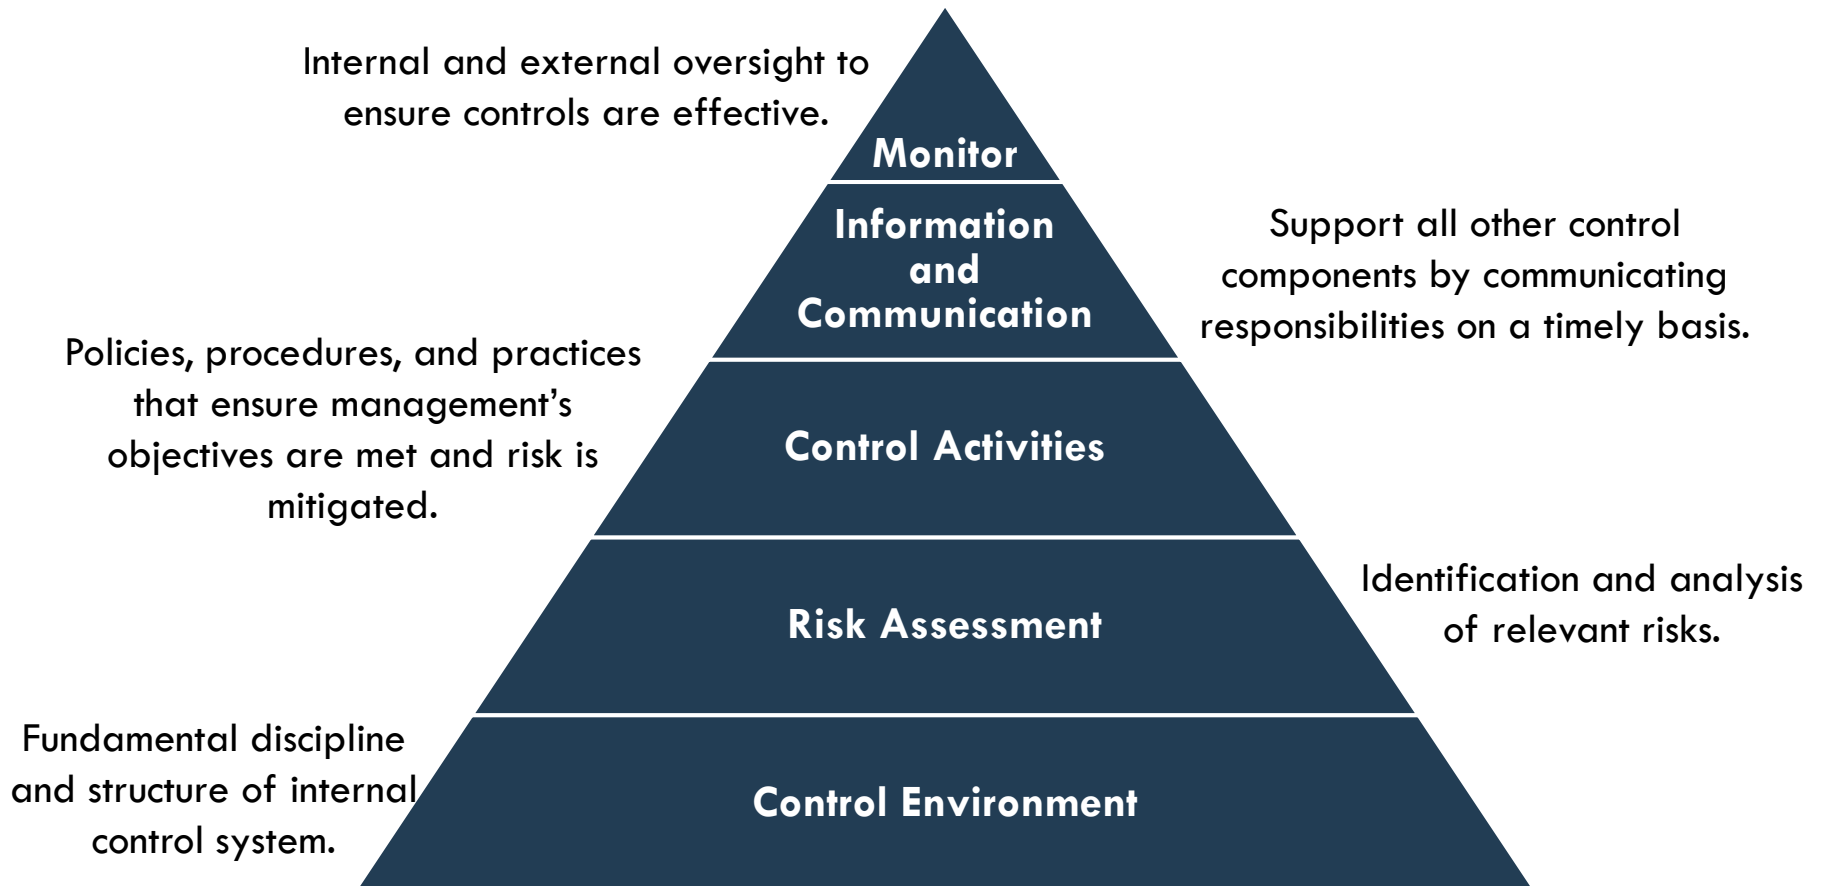 Internal and external oversight to
ensure controls are effective.
Monitor
Information
and
Communication
Support all other control
components by communicating
responsibilities on a timely basis.
Policies, procedures, and practices
that ensure management’s
objectives are met and risk is
mitigated.
Control Activities
Risk Assessment
Identification and analysis
of relevant risks.
Fundamental discipline
and structure of internal
control system.
Control Environment